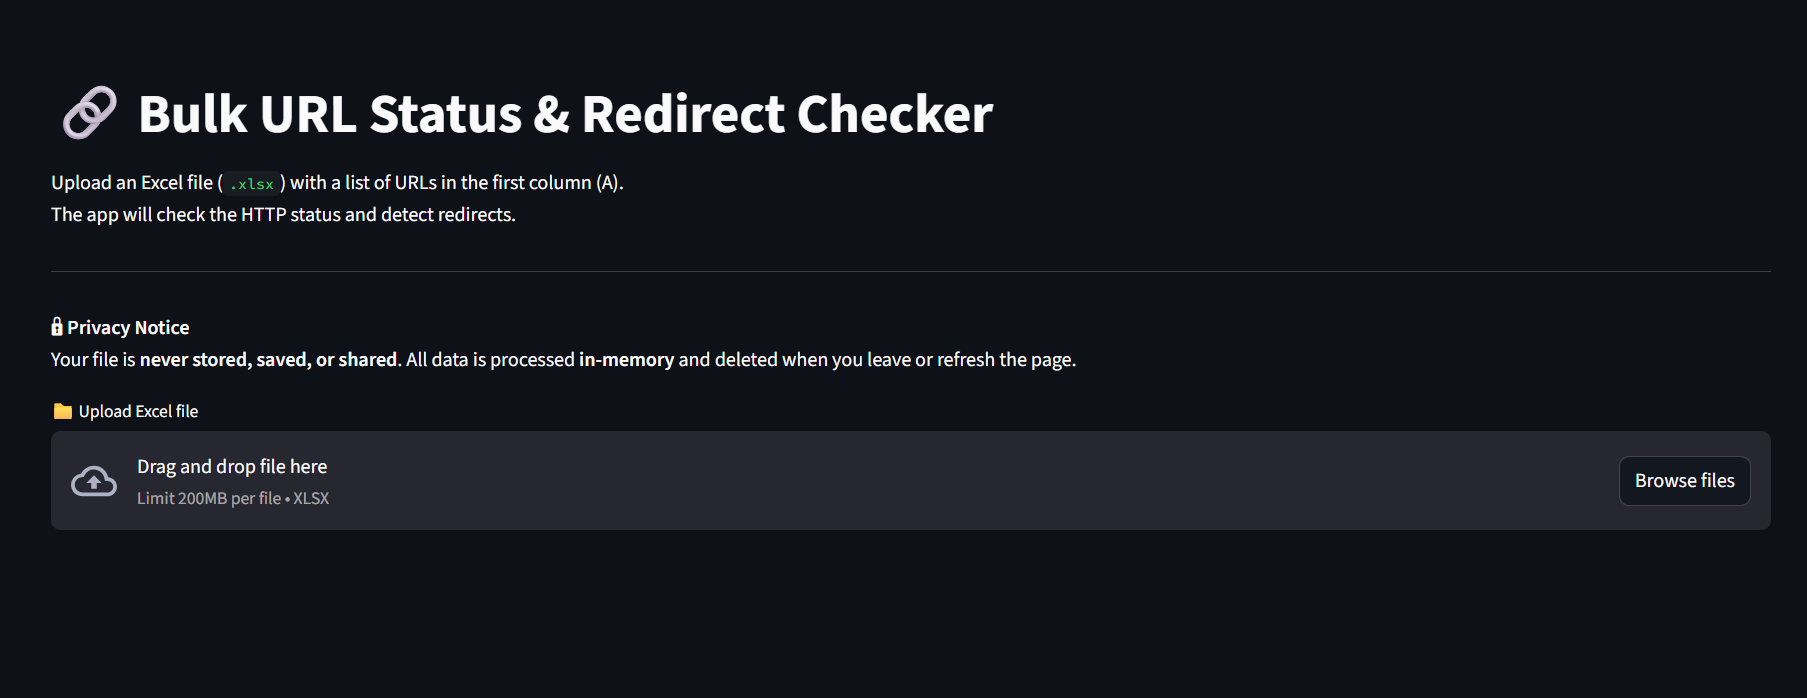 Bulk URL Status & Redirect Checker
Upload an Excel file ( .xlsx ) with a list of URLs in the first column (A).
The app will check the HTTP status and detect redirects.
Privacy Notice
Your file is never stored, saved, or shared. All data is processed in-memory and deleted when you leave or refresh the page.
Upload Excel file
Drag and drop file here
Limit 200MB per file • XLSX
Browse files